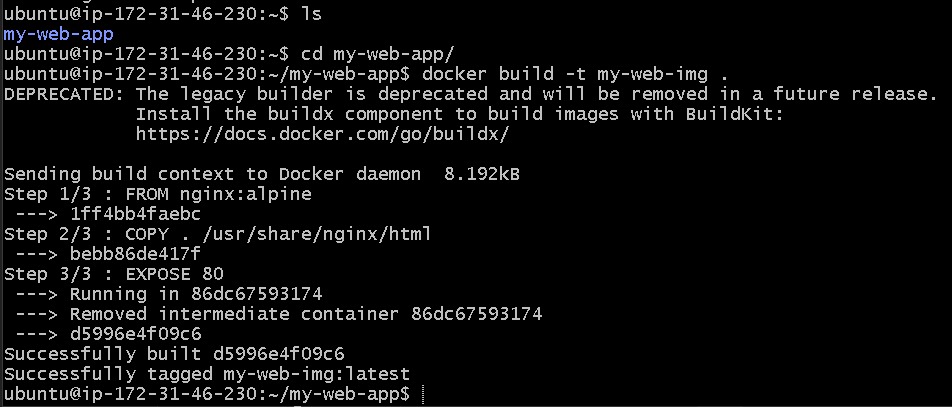 ubuntu@ip-172-31-46-230:~$ ls
my-web-app
ubuntu@ip-172-31-46-230:~$ cd my-web-app/
ubuntu@ip-172-31-46-230:~/my-web-app$ docker build -t my-web-img .
DEPRECATED: The legacy builder is deprecated and will be removed in a future release.
            Install the buildx component to build images with BuildKit:
            https://docs.docker.com/go/buildx/

Sending build context to Docker daemon  8.192kB
Step 1/3 : FROM nginx:alpine
 ---> 1ff4bb4faebc
Step 2/3 : COPY . /usr/share/nginx/html
 ---> bebb86de417f
Step 3/3 : EXPOSE 80
 ---> Running in 86dc67593174
 ---> Removed intermediate container 86dc67593174
 ---> d5996e4f09c6
Successfully built d5996e4f09c6
Successfully tagged my-web-img:latest
ubuntu@ip-172-31-46-230:~/my-web-app$